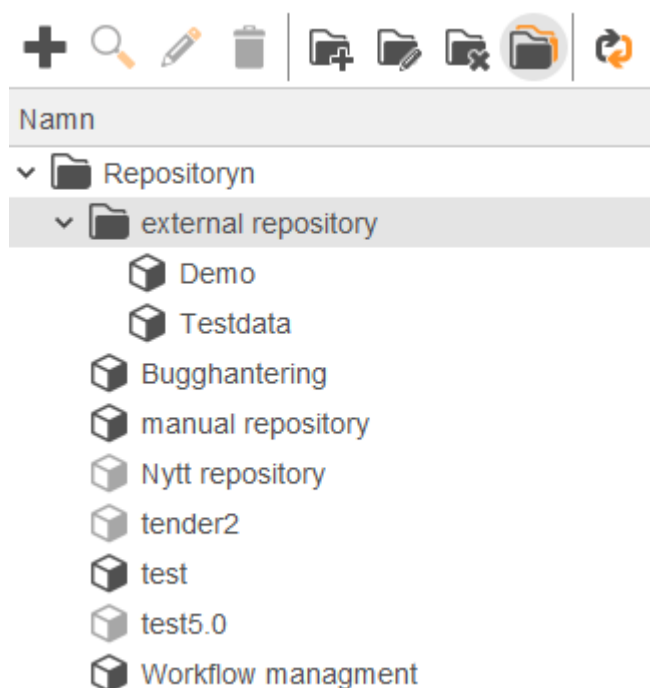 Namn
Repositoryn
external repository
Demo
Testdata
Bugghantering
manual repository
Nytt repository
tender2
test
test5.0
Workflow managment